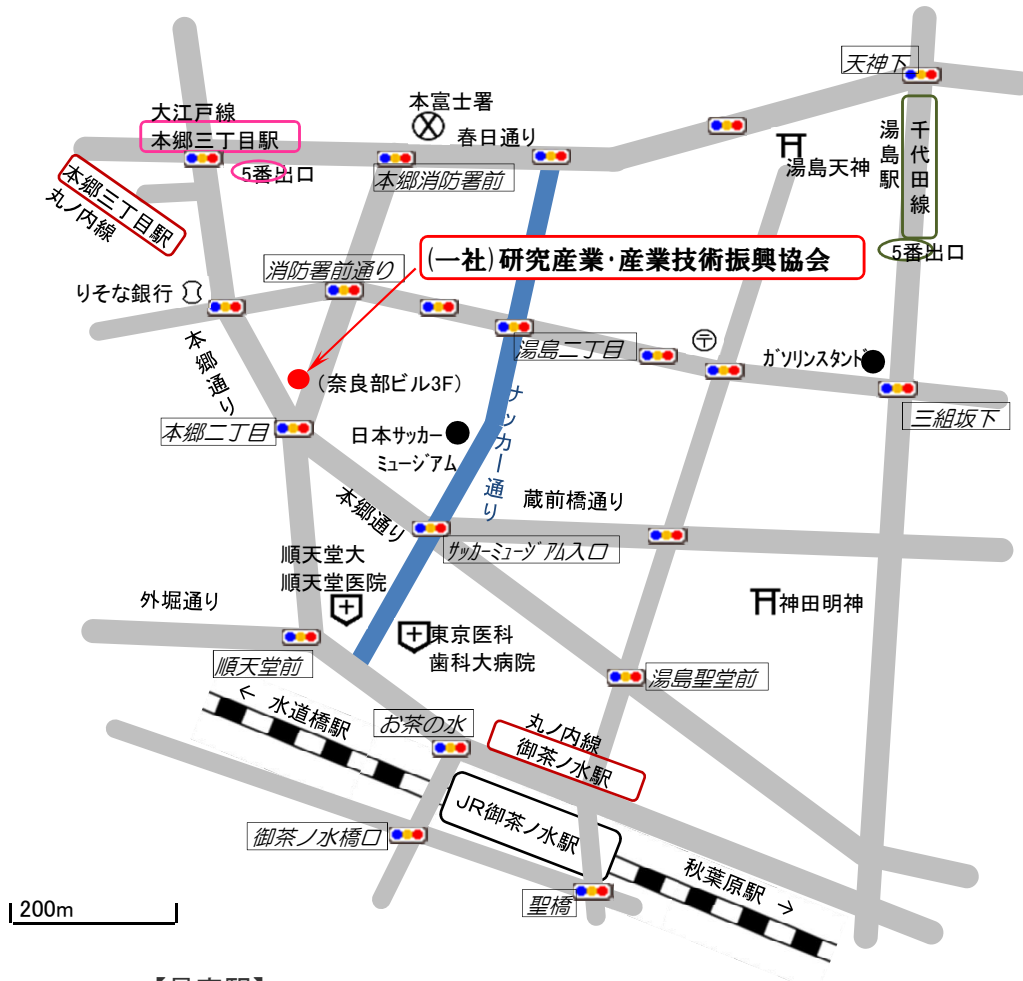 天神下
大江戸線
本郷三丁目駅
本富士署
春日通り
5番出口
本郷消防署前
湯島天神
湯島駅
千代田線
5番出口
本郷三丁目駅
丸ノ内線
消防署前通り
(一社)研究産業・産業技術振興協会
りそな銀行
本郷通り
湯島二丁目
〒
ガソリンスタンド
(奈良部ビル3F)
三組坂下
本郷二丁目
日本サッカー
ミュージアム
サッカー通り
本郷通り
蔵前橋通り
サッカーミュージアム入口
順天堂大
順天堂医院
外堀通り
神田明神
東京医科
歯科大病院
順天堂前
湯島聖堂前
← 水道橋駅
お茶の水
丸ノ内線
御茶ノ水駅
JR御茶ノ水駅
御茶ノ水橋口
秋葉原駅 →
聖橋
200m